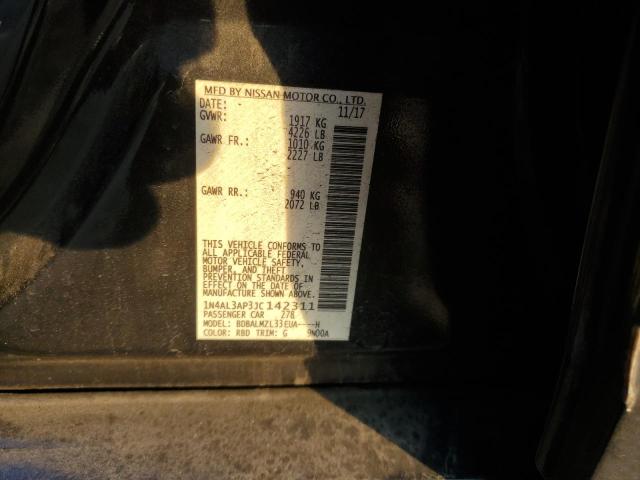 MFD BY NISSAN MOTOR CO., LTD.
DATE: - 11/17
GVWR: 1917 KG
4226 LB
GAWR FR.: 1010 KG
2227 LB
GAWR RR.: 940 KG
2072 LB
THIS VEHICLE CONFORMS TO
ALL APPLICABLE FEDERAL
MOTOR VEHICLE SAFETY,
BUMPER, AND THEFT
PREVENTION STANDARDS IN
EFFECT ON THE DATE OF
MANUFACTURE SHOWN ABOVE.
1N4AL3AP3JC142311
PASSENGER CAR 278
MODEL: BDBALMZL33EUA----H
COLOR: RBD TRIM: G 9N00A